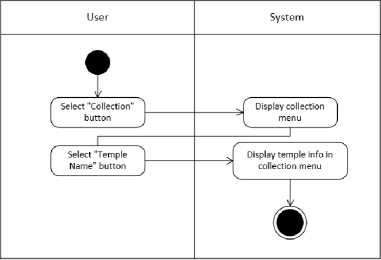 User
System
Select "Collection"
button
Display collection
menu
Select "Temple
Name" button
Display temple info in
collection menu